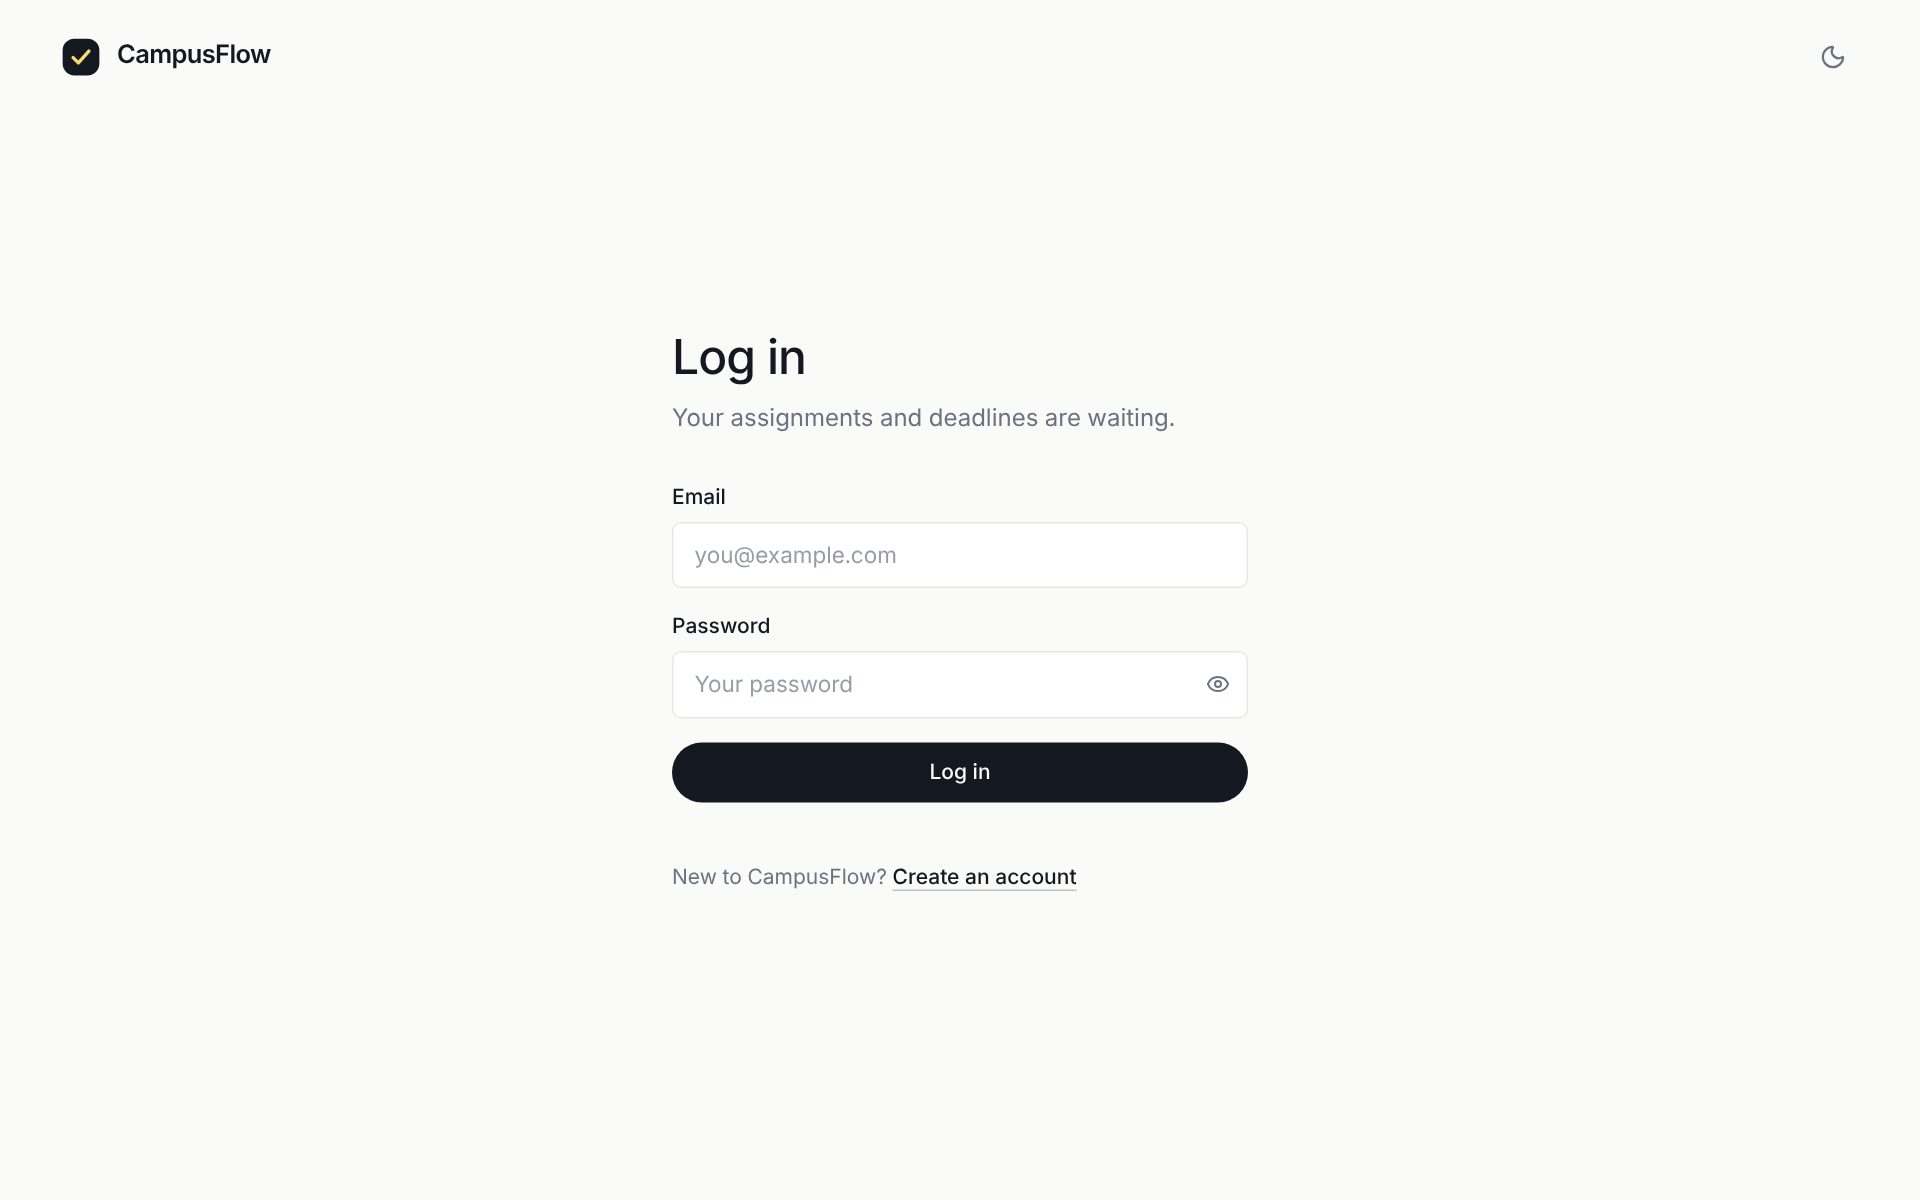 CampusFlow
Log in
Your assignments and deadlines are waiting.
Email
you@example.com
Password
Your password
Log in
New to CampusFlow? Create an account